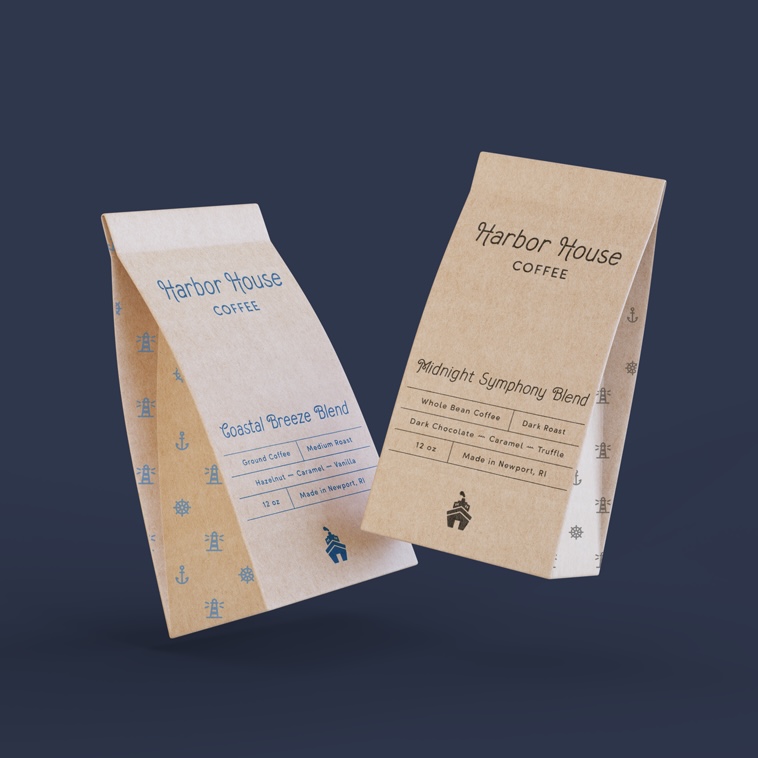 Harbor House
COFFEE
Coastal Breeze Blend
Ground Coffee Medium Roast
Hazelnut — Caramel — Vanilla
12 oz Made in Newport, RI
Harbor House
COFFEE
Midnight Symphony Blend
Whole Bean Coffee Dark Roast
Dark Chocolate — Caramel — Truffle
12 oz Made in Newport, RI